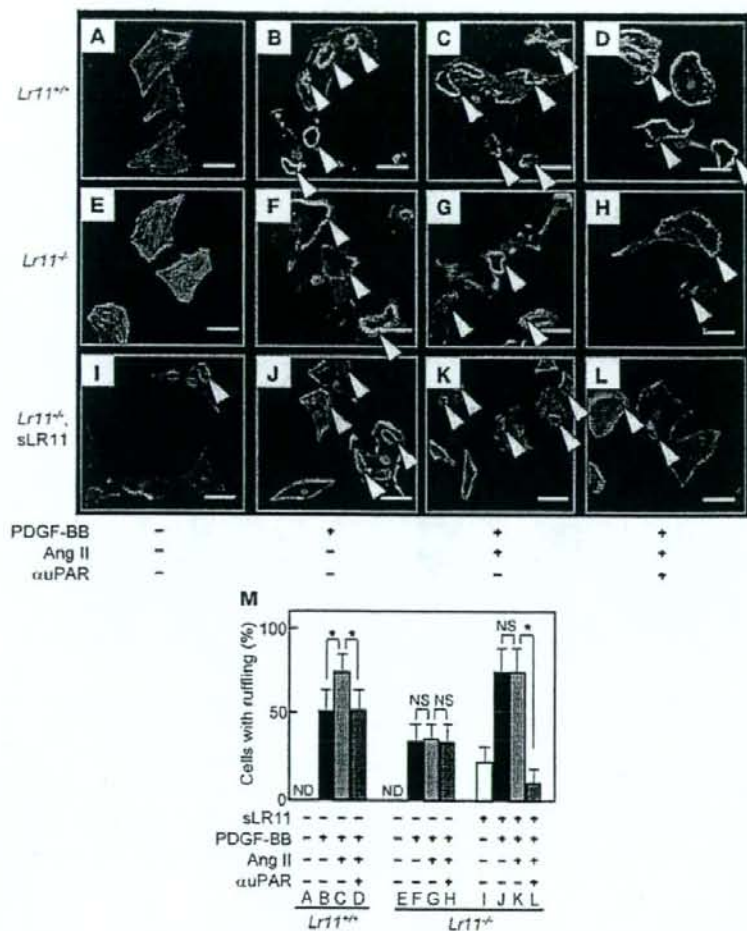 A B C D
Lr11+/+
E F G H
Lr11-/-
I J K L
Lr11-/-,
sLR11
PDGF-BB - + + +
Ang II - - + +
αuPAR - - - +
M
Cells with ruffling (%)
100
50
0
ND * * ND NS NS NS *
sLR11 - - - - - - - - + + + +
PDGF-BB - + + + - + + + - + + +
Ang II - - + + - - + + - - + +
αuPAR - - - + - - - + - - - +
A B C D E F G H I J K L
Lr11+/+ Lr11-/-